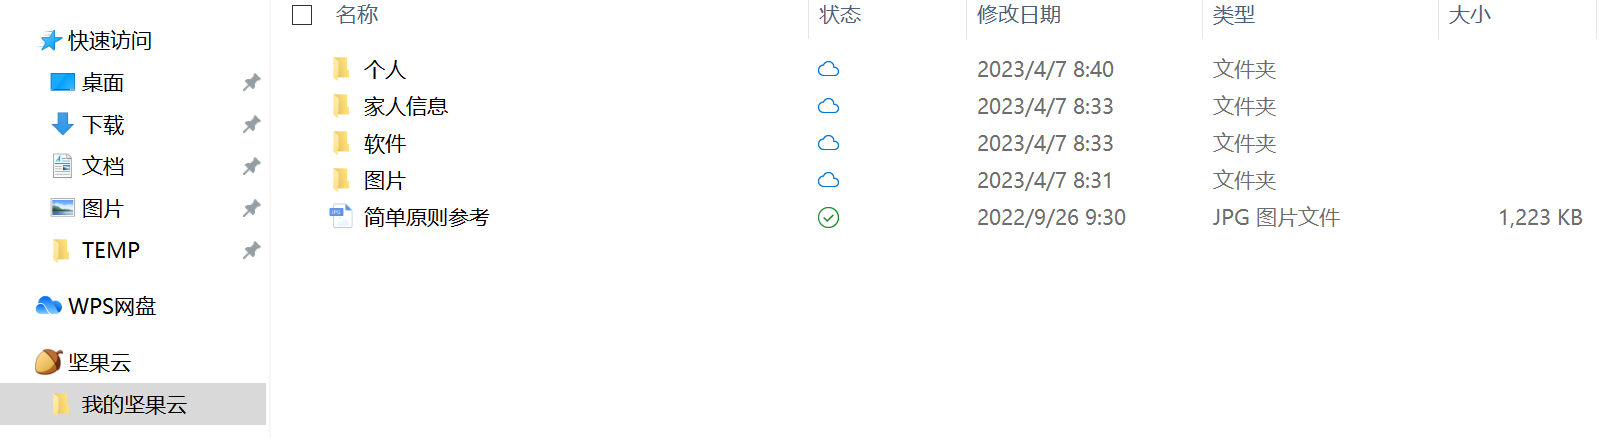 名称 状态 修改日期 类型 大小
快速访问
桌面
下载
文档
图片
TEMP
WPS网盘
坚果云
我的坚果云
个人 2023/4/7 8:40 文件夹
家人信息 2023/4/7 8:33 文件夹
软件 2023/4/7 8:33 文件夹
图片 2023/4/7 8:31 文件夹
JPG 简单原则参考 2022/9/26 9:30 JPG 图片文件 1,223 KB